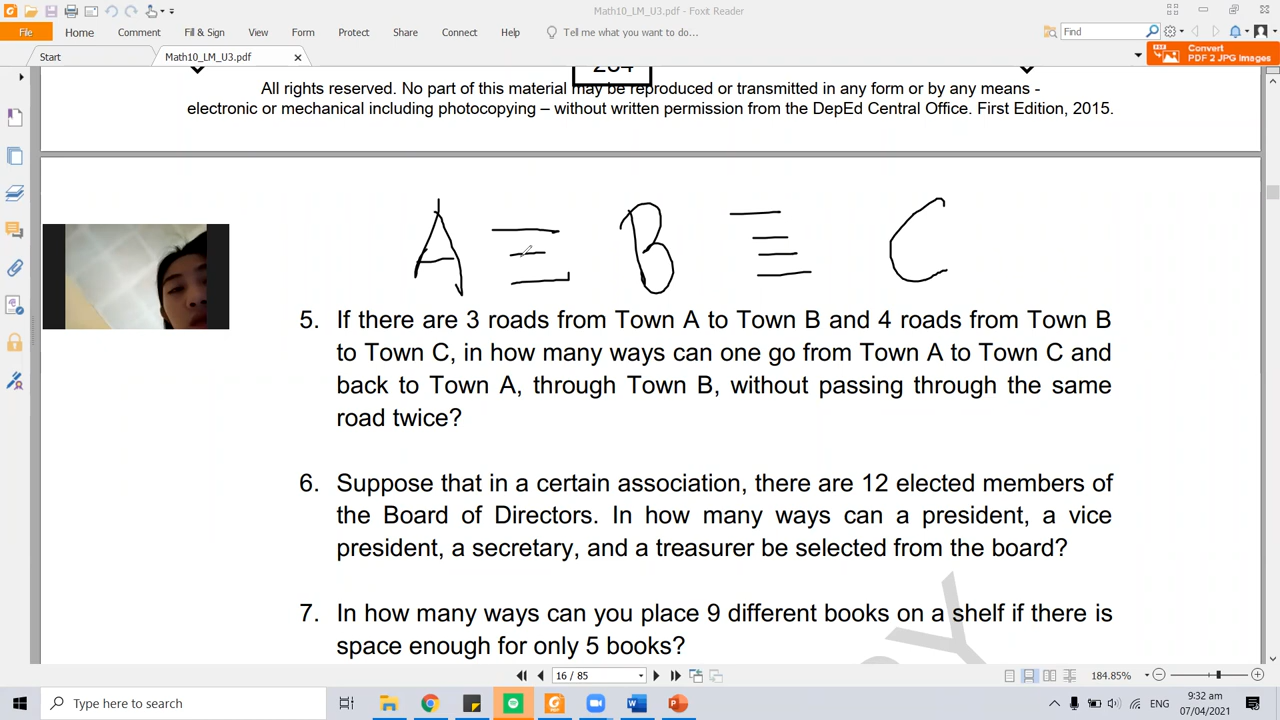 Math10_LM_U3.pdf - Foxit Reader
File Home Comment Fill & Sign View Form Protect Share Connect Help Tell me what you want to do... Find
Start Math10_LM_U3.pdf Convert
PDF 2 JPG Images
264
All rights reserved. No part of this material may be reproduced or transmitted in any form or by any means -
electronic or mechanical including photocopying – without written permission from the DepEd Central Office. First Edition, 2015.
A B C
5. If there are 3 roads from Town A to Town B and 4 roads from Town B
to Town C, in how many ways can one go from Town A to Town C and
back to Town A, through Town B, without passing through the same
road twice?
6. Suppose that in a certain association, there are 12 elected members of
the Board of Directors. In how many ways can a president, a vice
president, a secretary, and a treasurer be selected from the board?
7. In how many ways can you place 9 different books on a shelf if there is
space enough for only 5 books?
16 / 85 184.85%
Type here to search ENG 9:32 am
07/04/2021